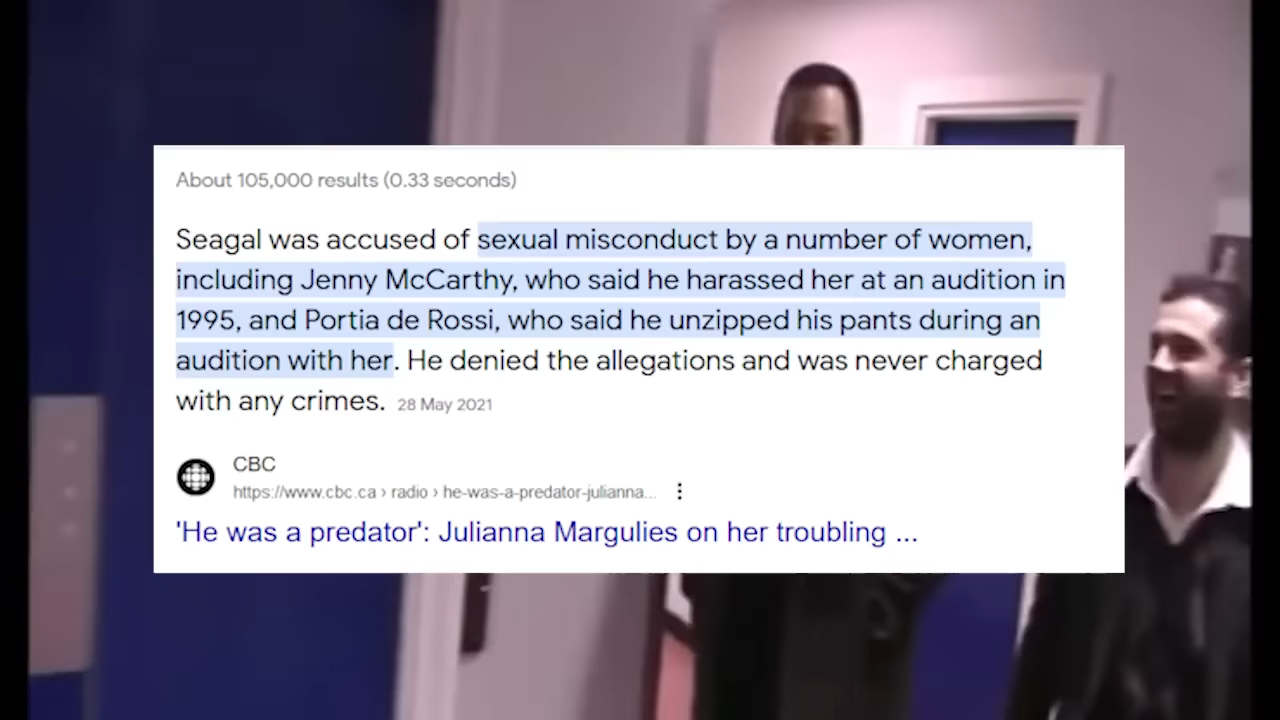 About 105,000 results (0.33 seconds)
Seagal was accused of sexual misconduct by a number of women,
including Jenny McCarthy, who said he harassed her at an audition in
1995, and Portia de Rossi, who said he unzipped his pants during an
audition with her. He denied the allegations and was never charged
with any crimes. 28 May 2021
CBC
https://www.cbc.ca › radio › he-was-a-predator-julianna...
'He was a predator': Julianna Margulies on her troubling ...